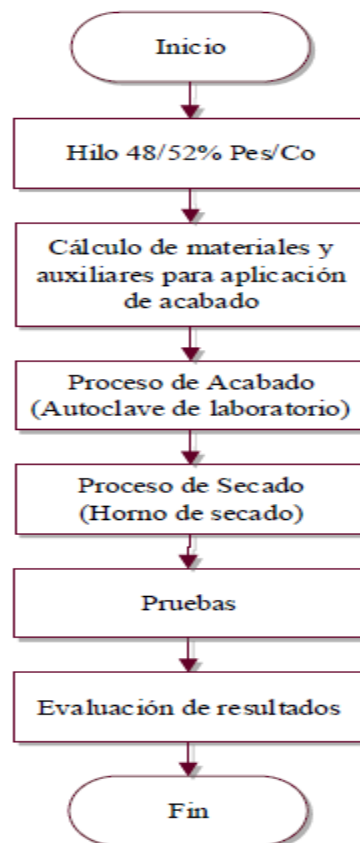 Inicio
Hilo 48/52% Pes/Co
Cálculo de materiales y
auxiliares para aplicación
de acabado
Proceso de Acabado
(Autoclave de laboratorio)
Proceso de Secado
(Horno de secado)
Pruebas
Evaluación de resultados
Fin